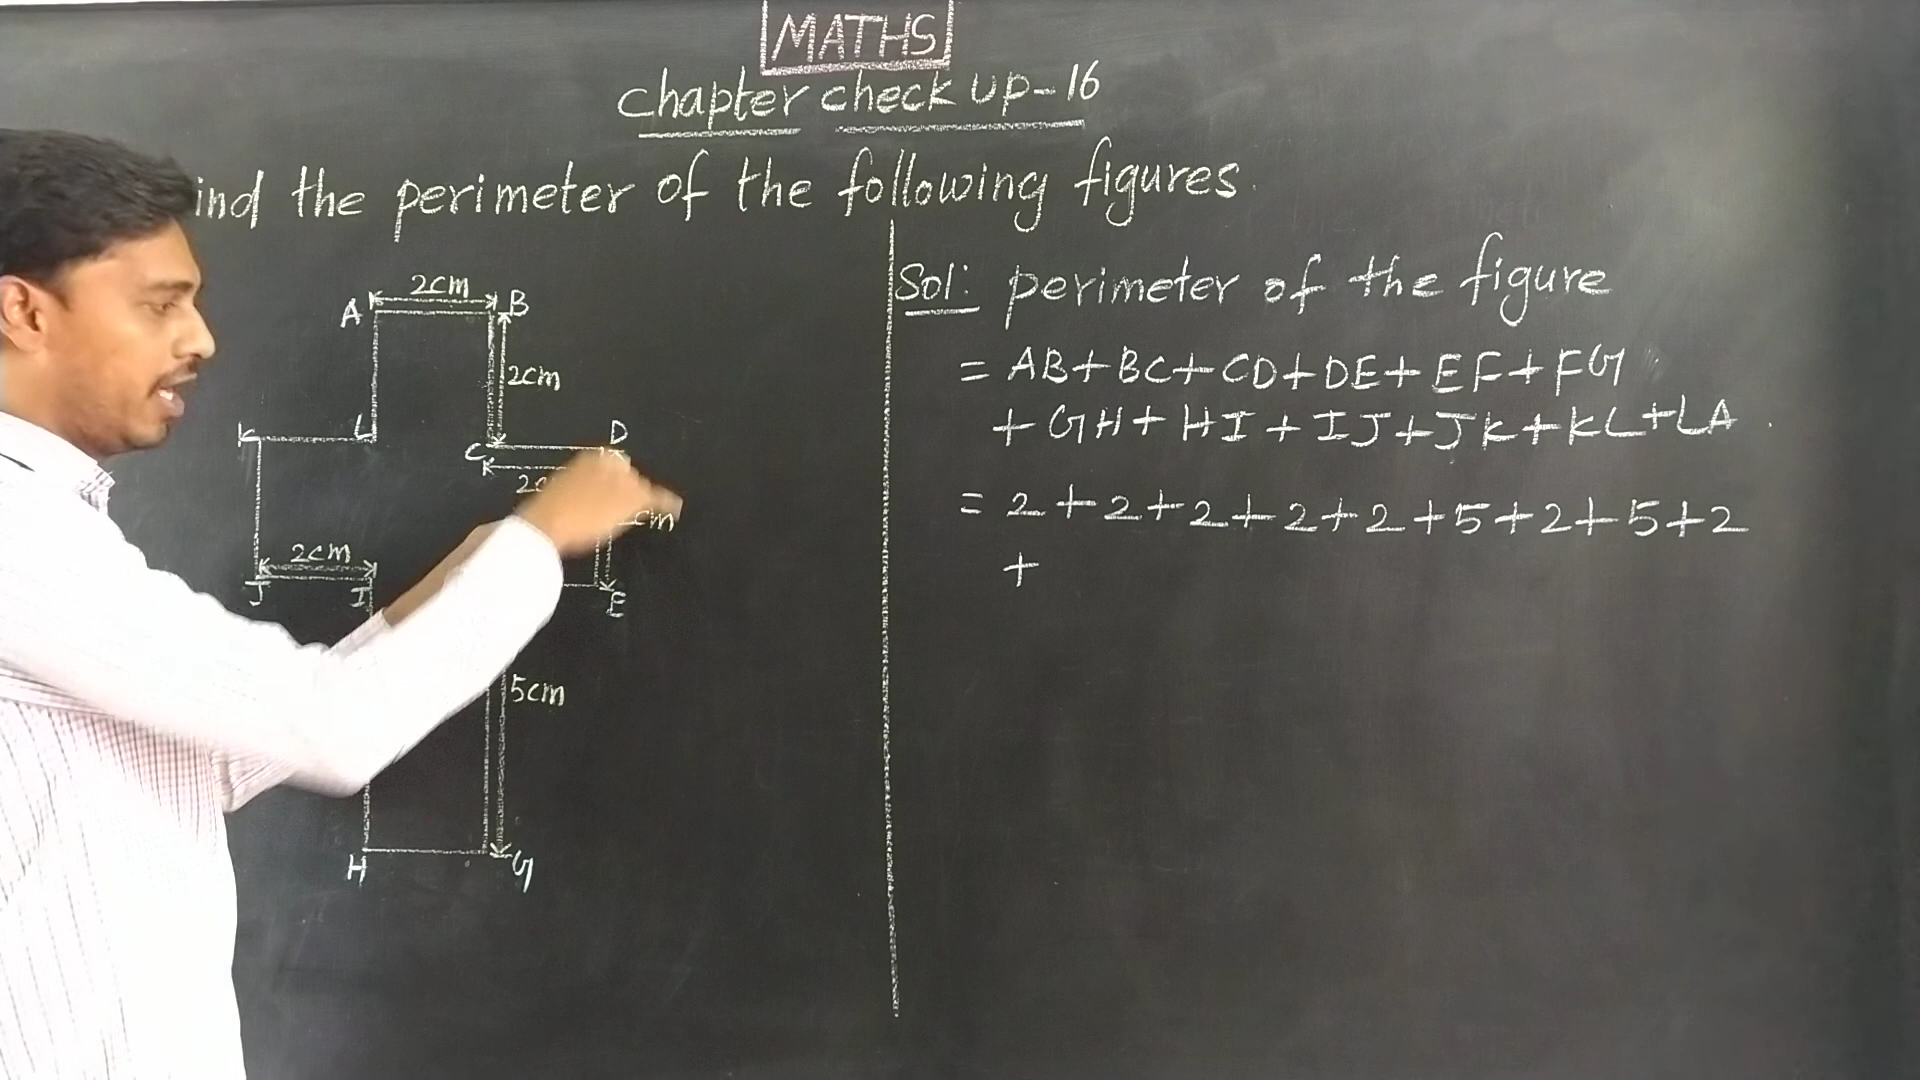 MATHS
chapter check up-16
ind the perimeter of the following figures.
2cm
A B
2cm
K L D
C
2c
cm
2cm
J I E
5cm
H G
Sol: perimeter of the figure
= AB+BC+CD+DE+EF+FG
+GH+HI+IJ+JK+KL+LA.
= 2+2+2+2+2+5+2+5+2
+